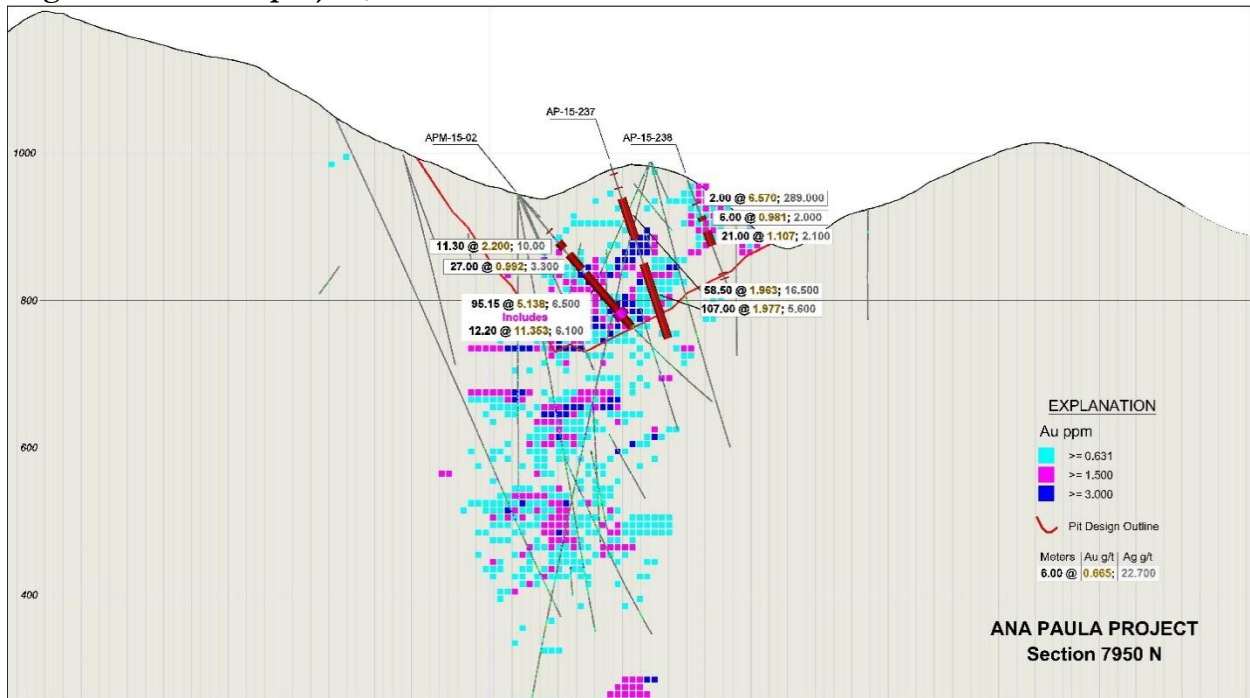 AP-15-237
APM-15-02
AP-15-238
1000
2.00 @ 6.570; 289.000
6.00 @ 0.981; 2.000
21.00 @ 1.107; 2.100
11.30 @ 2.200; 10.00
27.00 @ 0.992; 3.300
58.50 @ 1.963; 16.500
107.00 @ 1.977; 5.600
800
95.15 @ 5.138; 6.500
Includes
12.20 @ 11.353; 6.100
600
400
EXPLANATION
Au ppm
>= 0.631
>= 1.500
>= 3.000
Pit Design Outline
Meters Au g/t Ag g/t
6.00 @ 0.665; 22.700
ANA PAULA PROJECT
Section 7950 N